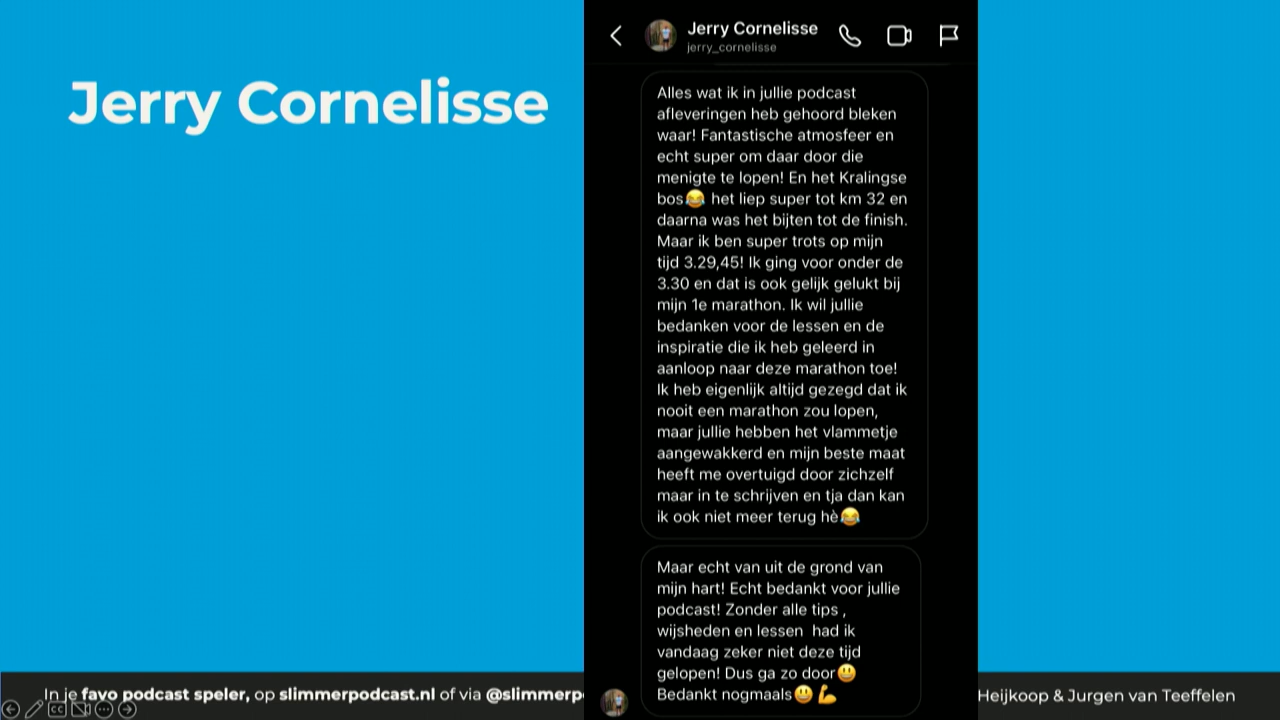 Jerry Cornelisse
Jerry Cornelisse
jerry_cornelisse
Alles wat ik in jullie podcast
afleveringen heb gehoord bleken
waar! Fantastische atmosfeer en
echt super om daar door die
menigte te lopen! En het Kralingse
bos😂 het liep super tot km 32 en
daarna was het bijten tot de finish.
Maar ik ben super trots op mijn
tijd 3.29,45! Ik ging voor onder de
3.30 en dat is ook gelijk gelukt bij
mijn 1e marathon. Ik wil jullie
bedanken voor de lessen en de
inspiratie die ik heb geleerd in
aanloop naar deze marathon toe!
Ik heb eigenlijk altijd gezegd dat ik
nooit een marathon zou lopen,
maar jullie hebben het vlammetje
aangewakkerd en mijn beste maat
heeft me overtuigd door zichzelf
maar in te schrijven en tja dan kan
ik ook niet meer terug hè😂
Maar echt van uit de grond van
mijn hart! Echt bedankt voor jullie
podcast! Zonder alle tips ,
wijsheden en lessen  had ik
vandaag zeker niet deze tijd
gelopen! Dus ga zo door😃
Bedankt nogmaals😃💪
In je favo podcast speler, op slimmerpodcast.nl of via @slimmerp
Heijkoop & Jurgen van Teeffelen
CC